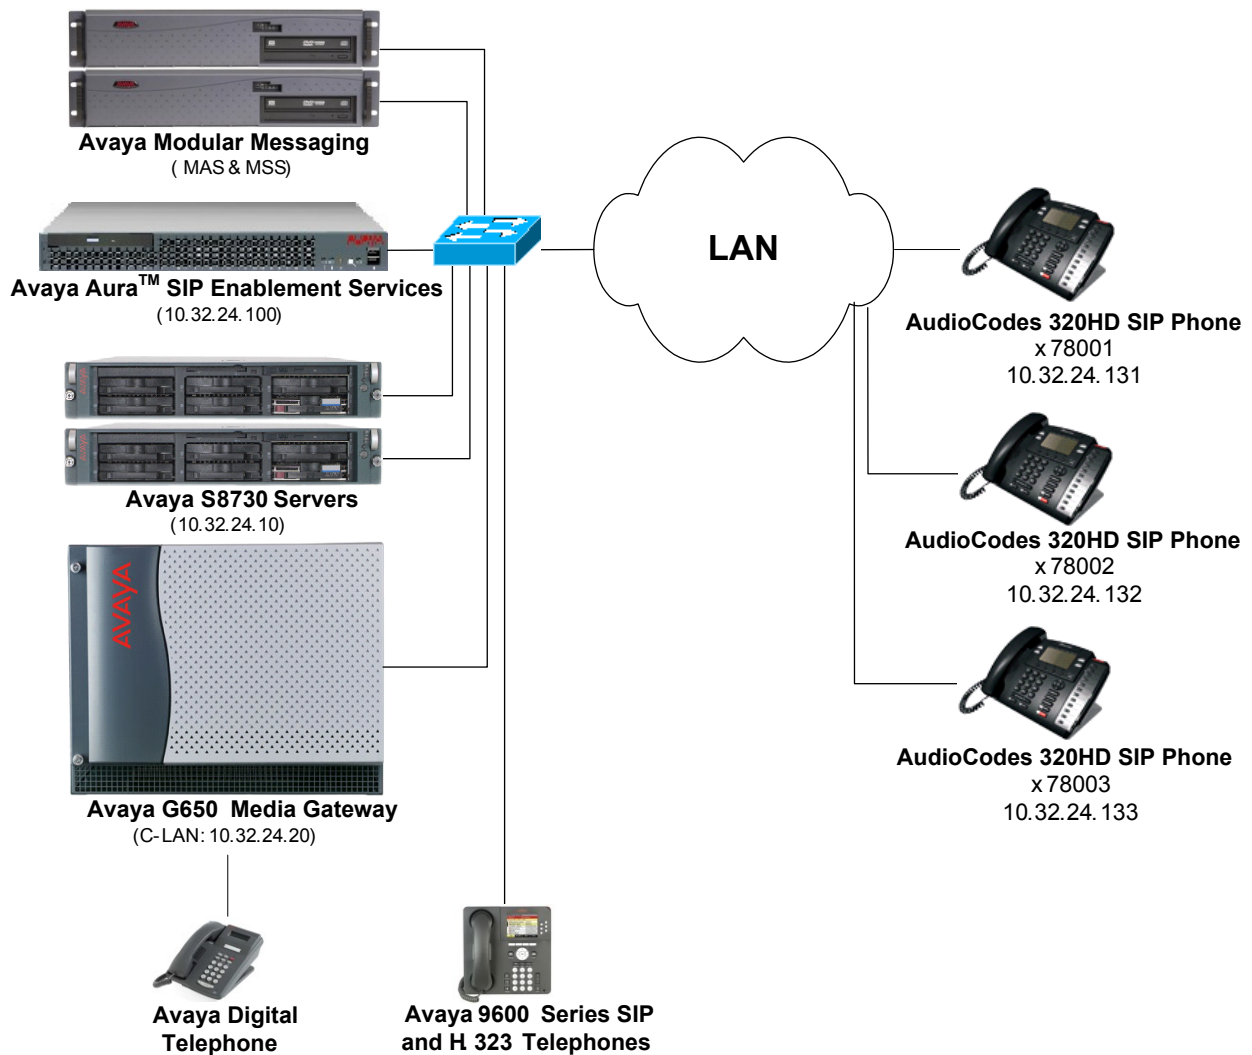 Avaya Modular Messaging
( MAS & MSS)
Avaya Aura™ SIP Enablement Services
(10.32.24.100)
Avaya S8730 Servers
(10.32.24.10)
AVAYA
Avaya G650 Media Gateway
(C-LAN: 10.32.24.20)
Avaya Digital
Telephone
Avaya 9600 Series SIP
and H.323 Telephones
LAN
AudioCodes 320HD SIP Phone
x78001
10.32.24.131
AudioCodes 320HD SIP Phone
x78002
10.32.24.132
AudioCodes 320HD SIP Phone
x78003
10.32.24.133